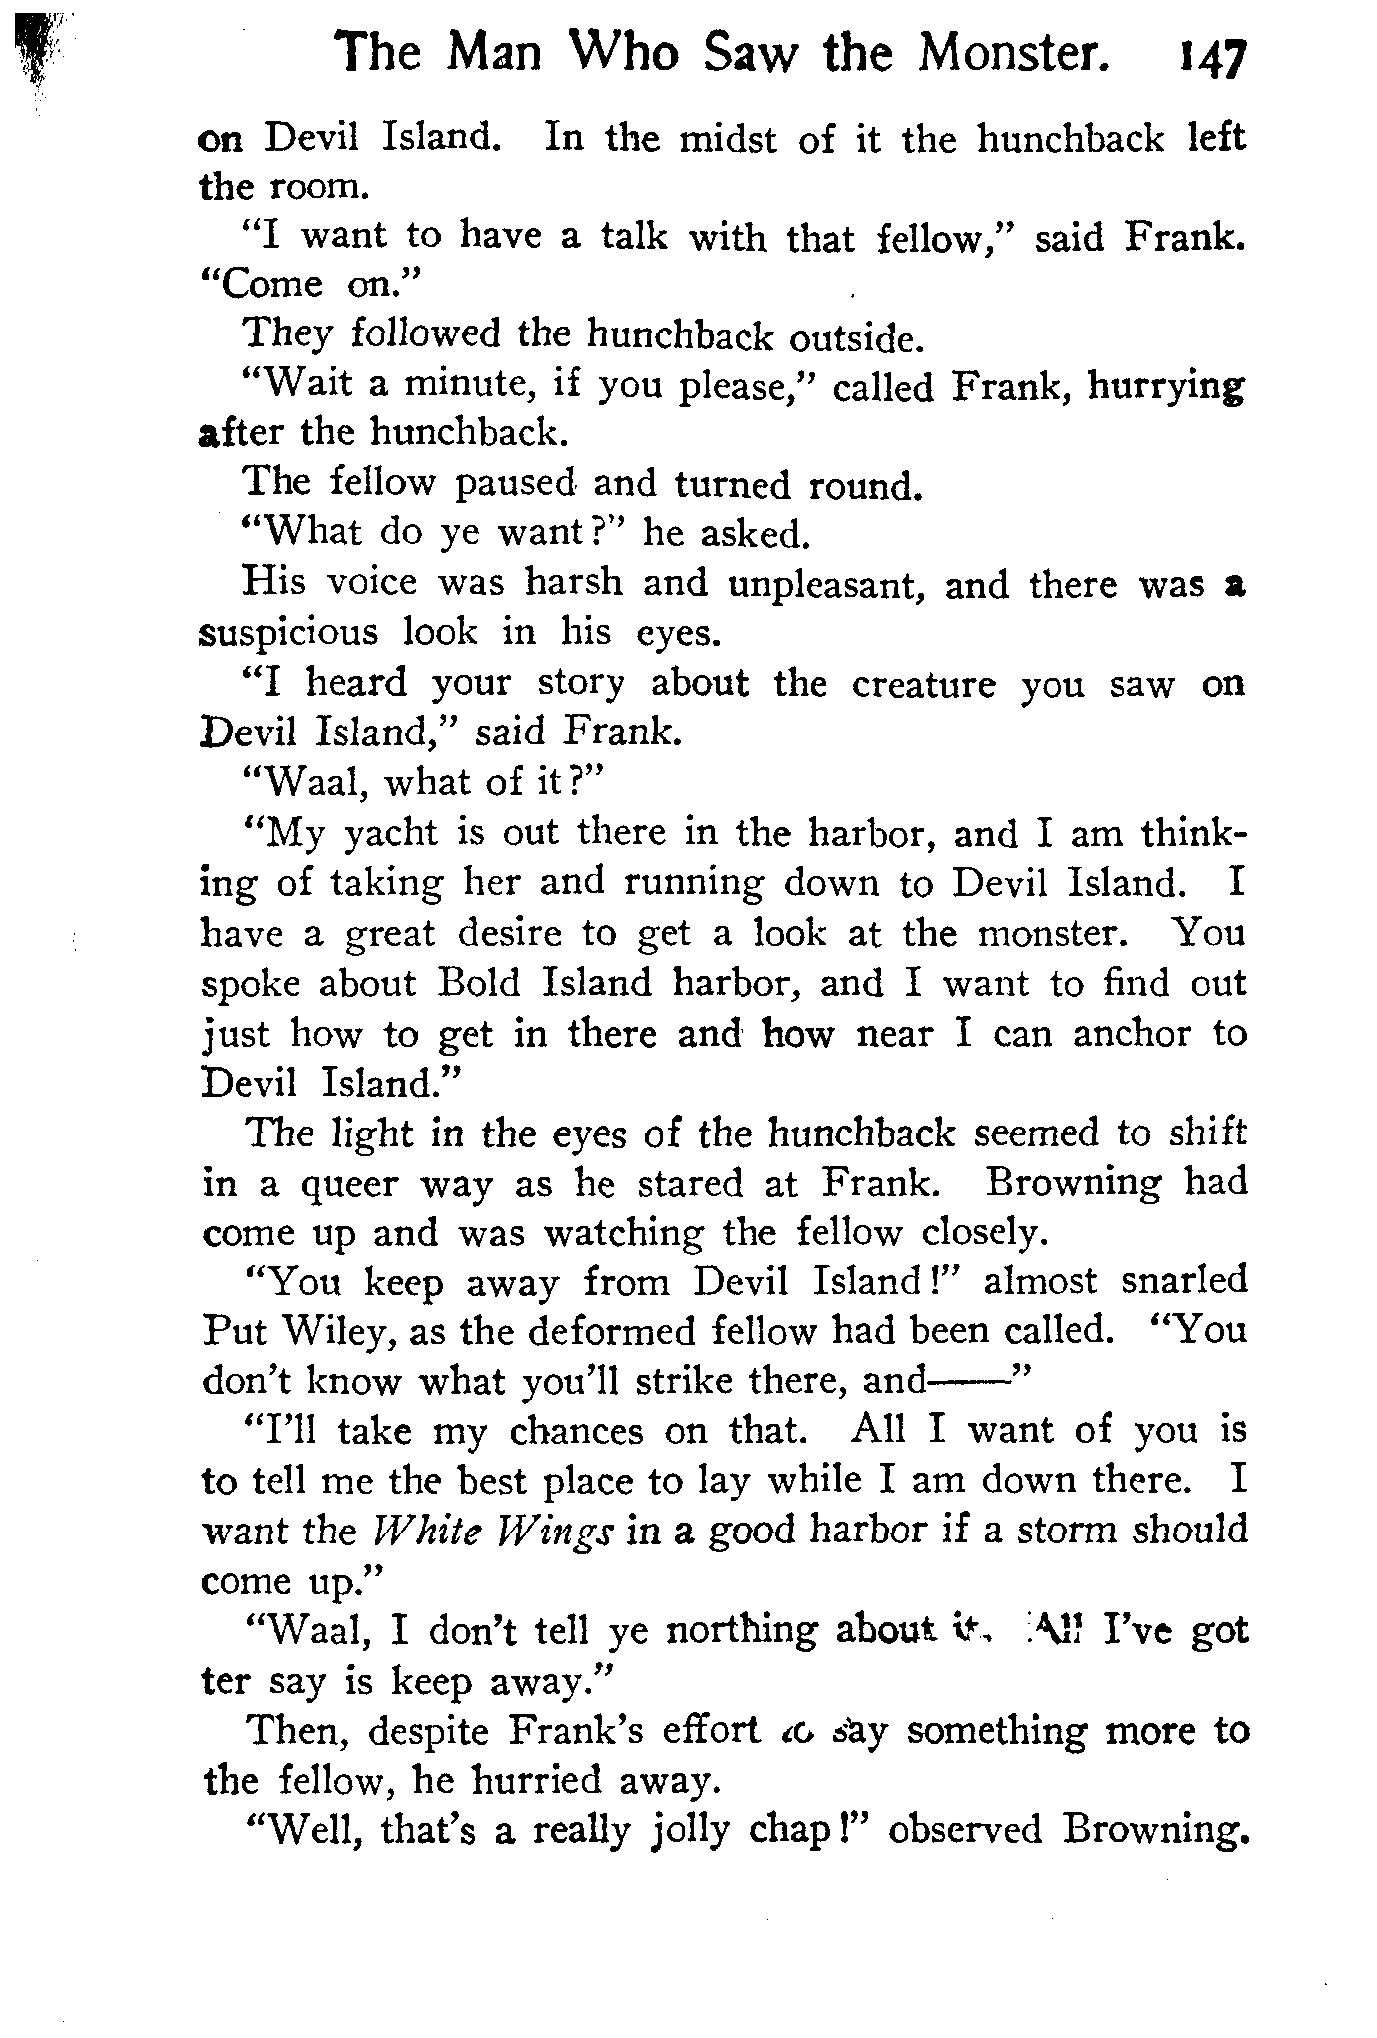 The Man Who Saw the Monster. 147
on Devil Island. In the midst of it the hunchback left
the room.
"I want to have a talk with that fellow," said Frank.
"Come on."
They followed the hunchback outside.
"Wait a minute, if you please," called Frank, hurrying
after the hunchback.
The fellow paused and turned round.
"What do ye want?" he asked.
His voice was harsh and unpleasant, and there was a
suspicious look in his eyes.
"I heard your story about the creature you saw on
Devil Island," said Frank.
"Waal, what of it?"
"My yacht is out there in the harbor, and I am think-
ing of taking her and running down to Devil Island. I
have a great desire to get a look at the monster. You
spoke about Bold Island harbor, and I want to find out
just how to get in there and how near I can anchor to
Devil Island."
The light in the eyes of the hunchback seemed to shift
in a queer way as he stared at Frank. Browning had
come up and was watching the fellow closely.
"You keep away from Devil Island!" almost snarled
Put Wiley, as the deformed fellow had been called. "You
don't know what you'll strike there, and——"
"I'll take my chances on that. All I want of you is
to tell me the best place to lay while I am down there. I
want the White Wings in a good harbor if a storm should
come up."
"Waal, I don't tell ye northing about it. All I've got
ter say is keep away."
Then, despite Frank's effort to say something more to
the fellow, he hurried away.
"Well, that's a really jolly chap!" observed Browning.